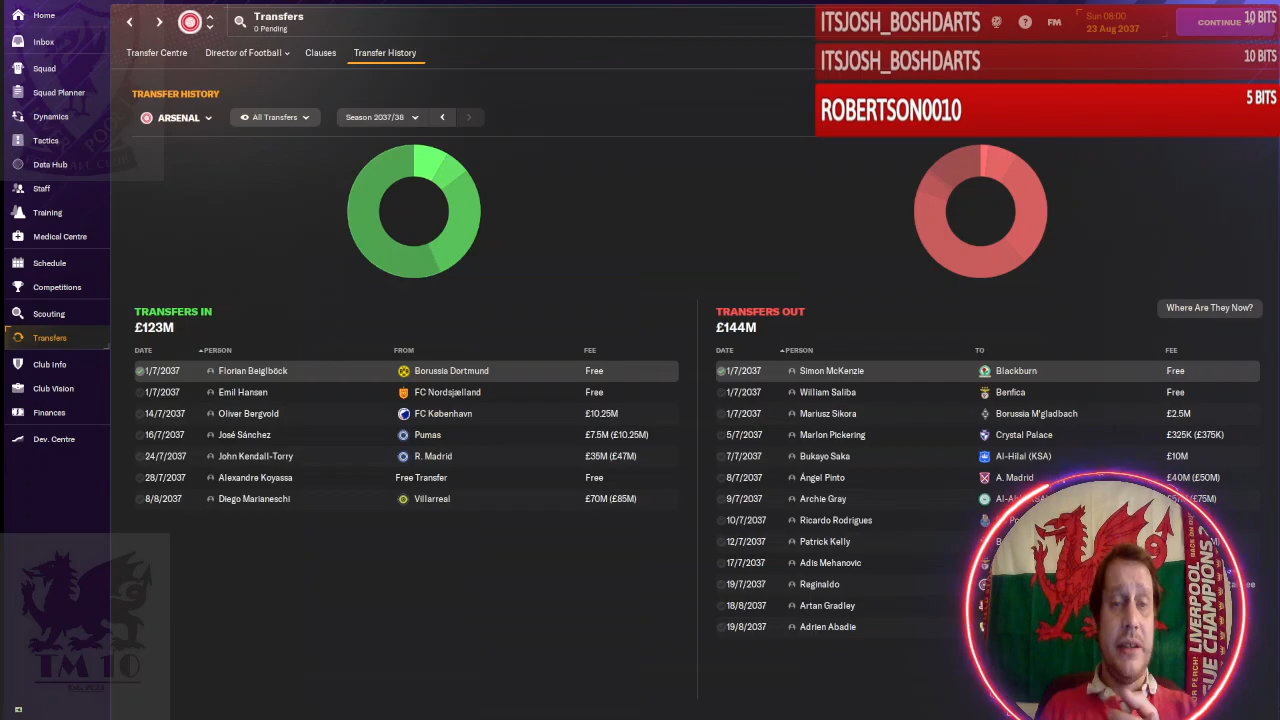 Home
Inbox
Squad
Squad Planner
Dynamics
Tactics
Data Hub
Staff
Training
Medical Centre
Schedule
Competitions
Scouting
Transfers
Club Info
Club Vision
Finances
Dev. Centre
TM 10
Transfers
0 Pending
FM
Sun 08:00
23 Aug 2037
CONTINUE
ITSJOSH_BOSHDARTS 10 BITS
ITSJOSH_BOSHDARTS 10 BITS
ROBERTSON0010 5 BITS
Transfer Centre Director of Football Clauses Transfer History
TRANSFER HISTORY
ARSENAL All Transfers Season 2037/38
TRANSFERS IN
£123M
DATE PERSON FROM FEE
1/7/2037 Florian Beiglböck Borussia Dortmund Free
1/7/2037 Emil Hansen FC Nordsjælland Free
14/7/2037 Oliver Bergvold FC København £10.25M
16/7/2037 José Sánchez Pumas £7.5M (£10.25M)
24/7/2037 John Kendall-Torry R. Madrid £35M (£47M)
28/7/2037 Alexandre Koyassa Free Transfer Free
8/8/2037 Diego Marianeschi Villarreal £70M (£85M)
TRANSFERS OUT
£144M
Where Are They Now?
DATE PERSON TO FEE
1/7/2037 Simon McKenzie Blackburn Free
1/7/2037 William Saliba Benfica Free
1/7/2037 Mariusz Sikora Borussia M'gladbach £2.5M
5/7/2037 Marlon Pickering Crystal Palace £325K (£375K)
7/7/2037 Bukayo Saka Al-Hilal (KSA) £10M
8/7/2037 Ángel Pinto A. Madrid £40M (£50M)
9/7/2037 Archie Gray
10/7/2037 Ricardo Rodrigues
12/7/2037 Patrick Kelly
17/7/2037 Adis Mehanovic
19/7/2037 Reginaldo
18/8/2037 Artan Gradley
19/8/2037 Adrien Abadie
LIVERPOOL